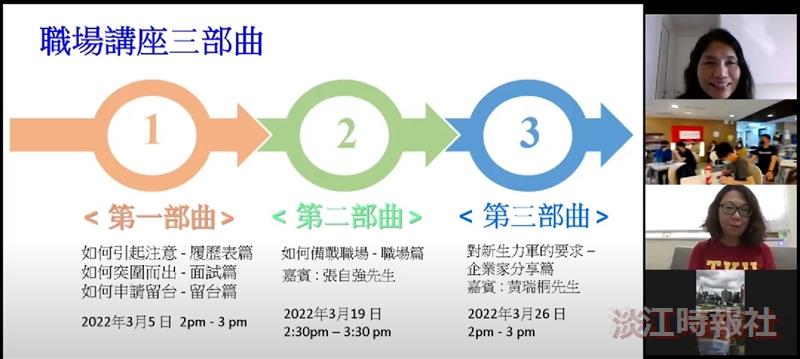 職場講座三部曲
1
2
3
< 第一部曲 >
如何引起注意 - 履歷表篇
如何突圍而出 - 面試篇
如何申請留台 - 留台篇
2022年3月5日 2pm - 3 pm
< 第二部曲 >
如何備戰職場 - 職場篇
嘉賓 : 張自強先生
2022年3月19日
2:30pm – 3:30 pm
< 第三部曲 >
對新生力軍的要求 –
企業家分享篇
嘉賓 : 黃瑞桐先生
2022年3月26日
2pm - 3 pm
TKU
淡江時報社